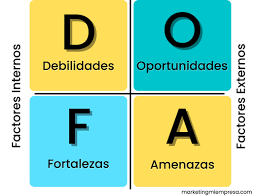 D
Debilidades
O
Oportunidades
F
Fortalezas
A
Amenazas
Factores Internos
Factores Externos
marketingmiempresa.com